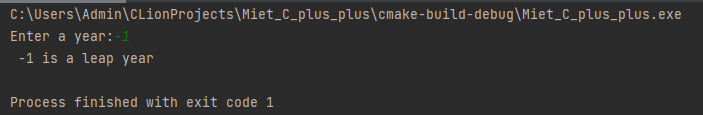 C:\Users\Admin\CLionProjects\Miet_C_plus_plus\cmake-build-debug\Miet_C_plus_plus.exe
Enter a year:-1
 -1 is a leap year
Process finished with exit code 1